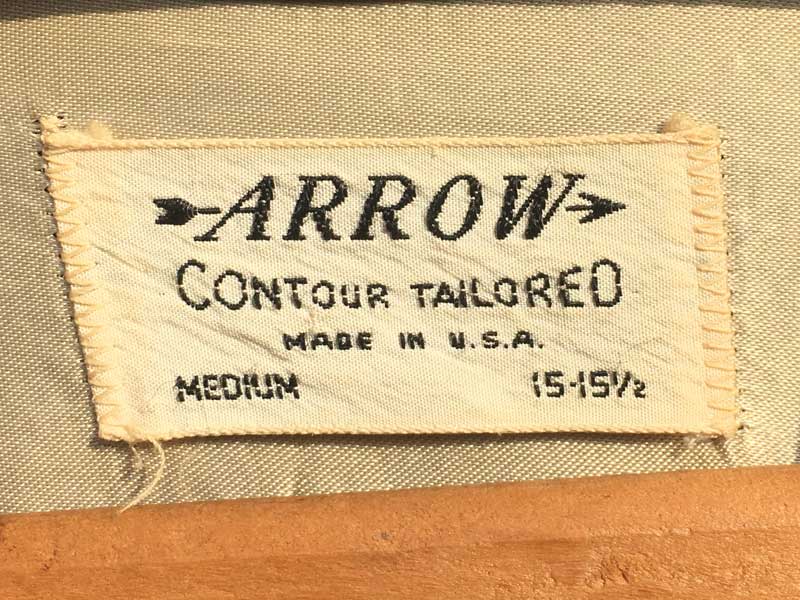 ARROW
CONTOUR TAILORED
MADE IN U.S.A.
MEDIUM 15-15½